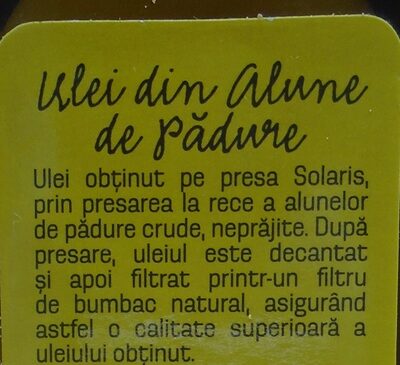 Ulei din Alune
de Pădure
Ulei obținut pe presa Solaris,
prin presarea la rece a alunelor
de pădure crude, neprăjite. După
presare, uleiul este decantat
și apoi filtrat printr-un filtru
de bumbac natural, asigurând
astfel o calitate superioară a
uleiului obținut.